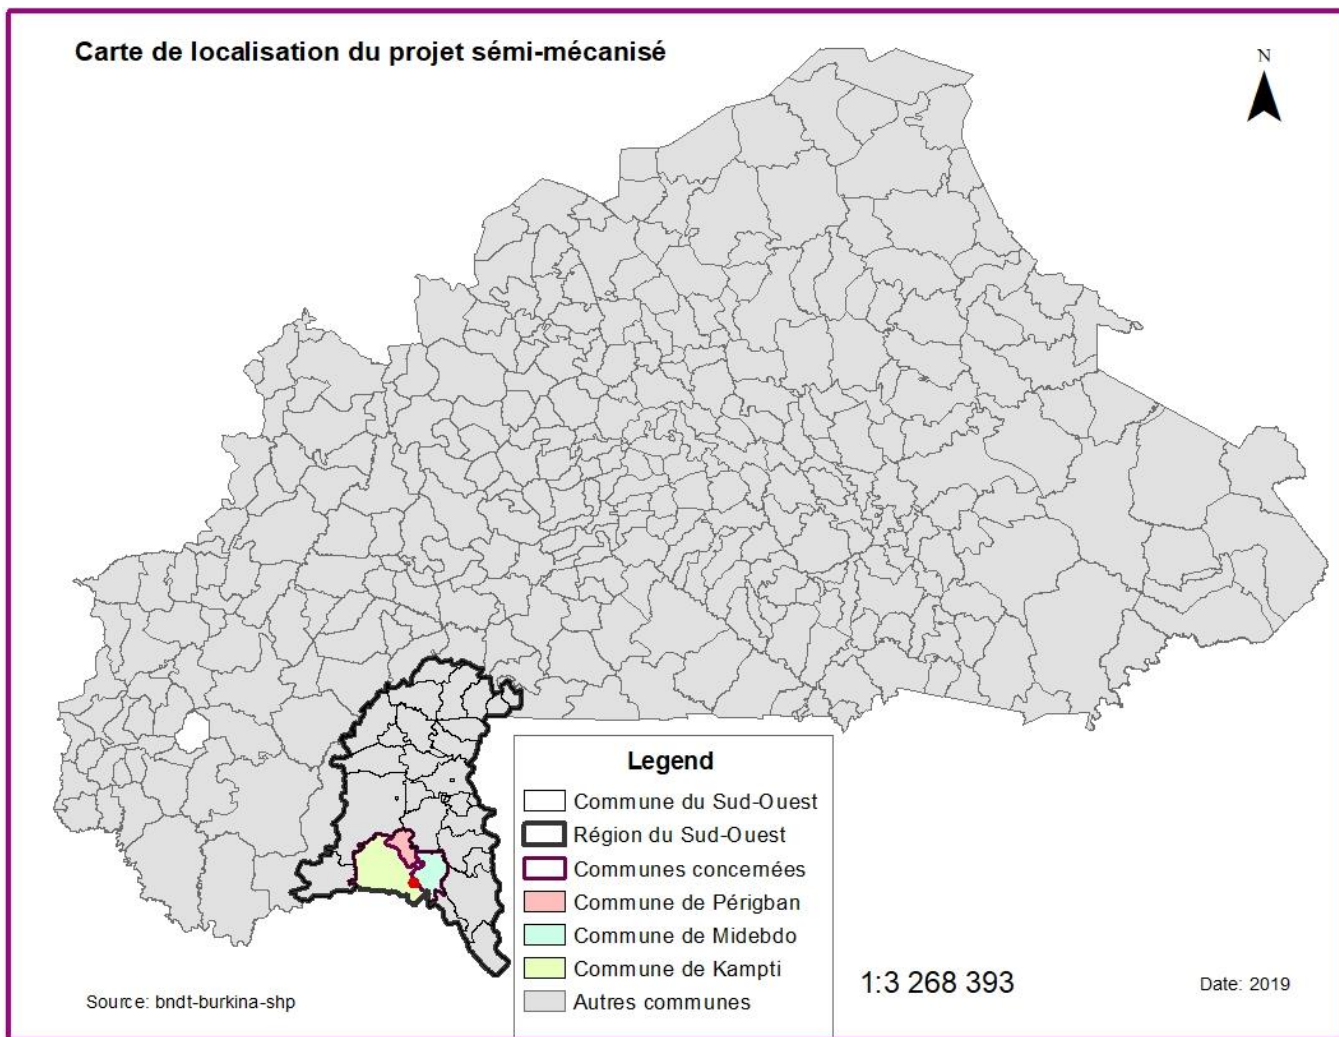 Carte de localisation du projet sémi-mécanisé
N
Legend
Commune du Sud-Ouest
Région du Sud-Ouest
Communes concernées
Commune de Périgban
Commune de Midebdo
Commune de Kampti
Autres communes
1:3 268 393
Date: 2019
Source: bndt-burkina-shp